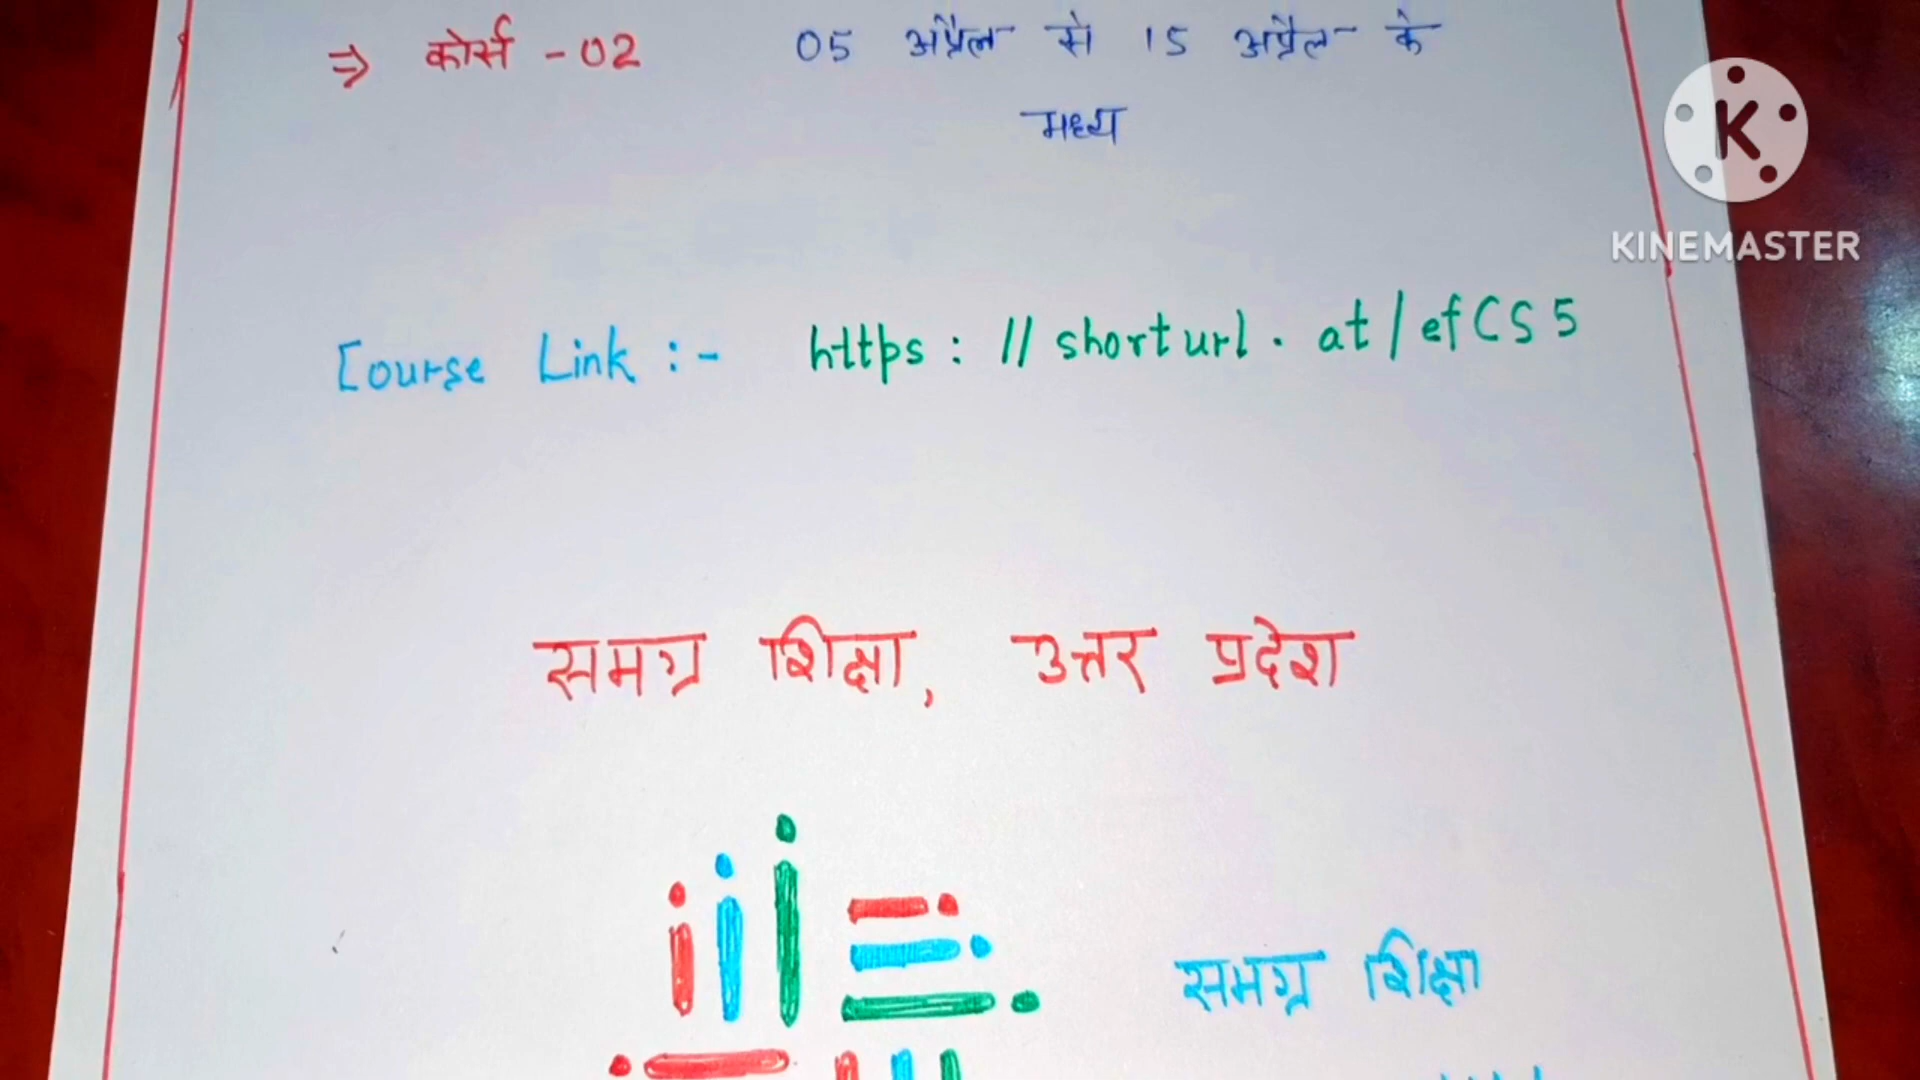 ⇒ कोर्स - 02 05 अप्रैल से 15 अप्रैल के
मध्य
KINEMASTER
Course Link :- https://shorturl.at/efCS5
समग्र शिक्षा, उत्तर प्रदेश
समग्र शिक्षा